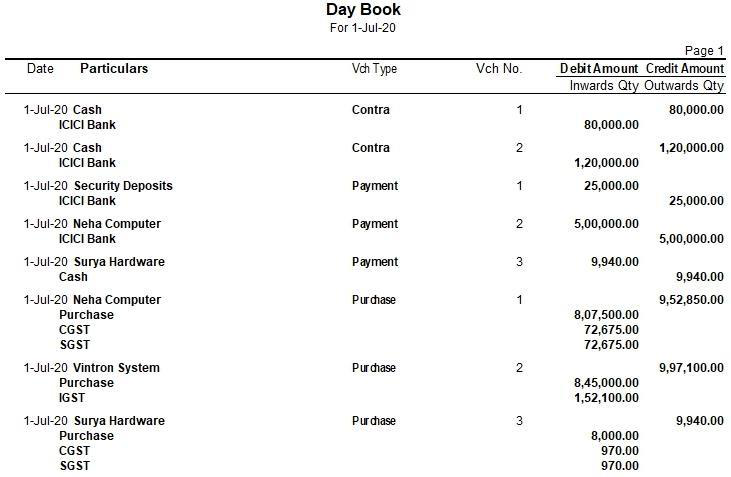 Day Book
For 1-Jul-20
Page 1
Date Particulars Vch Type Vch No. Debit Amount Credit Amount
Inwards Qty Outwards Qty
1-Jul-20 Cash Contra 1 80,000.00
ICICI Bank 80,000.00
1-Jul-20 Cash Contra 2 1,20,000.00
ICICI Bank 1,20,000.00
1-Jul-20 Security Deposits Payment 1 25,000.00
ICICI Bank 25,000.00
1-Jul-20 Neha Computer Payment 2 5,00,000.00
ICICI Bank 5,00,000.00
1-Jul-20 Surya Hardware Payment 3 9,940.00
Cash 9,940.00
1-Jul-20 Neha Computer Purchase 1 9,52,850.00
Purchase 8,07,500.00
CGST 72,675.00
SGST 72,675.00
1-Jul-20 Vintron System Purchase 2 9,97,100.00
Purchase 8,45,000.00
IGST 1,52,100.00
1-Jul-20 Surya Hardware Purchase 3 9,940.00
Purchase 8,000.00
CGST 970.00
SGST 970.00